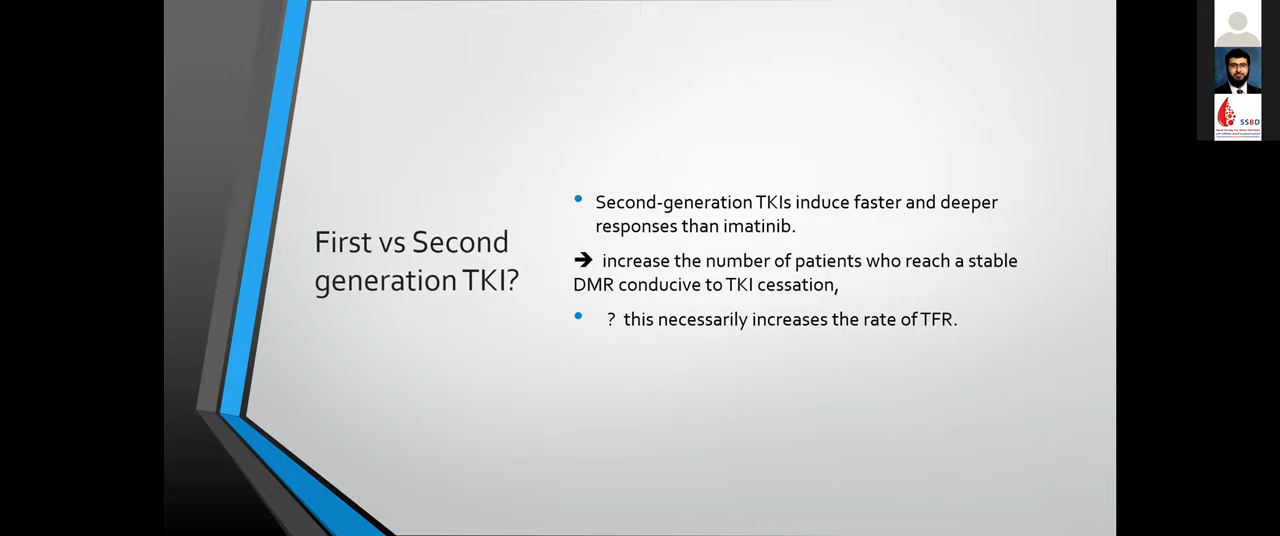 First vs Second
generation TKI?
• Second-generation TKIs induce faster and deeper
responses than imatinib.
➔ increase the number of patients who reach a stable
DMR conducive to TKI cessation,
• ? this necessarily increases the rate of TFR.
SSBD